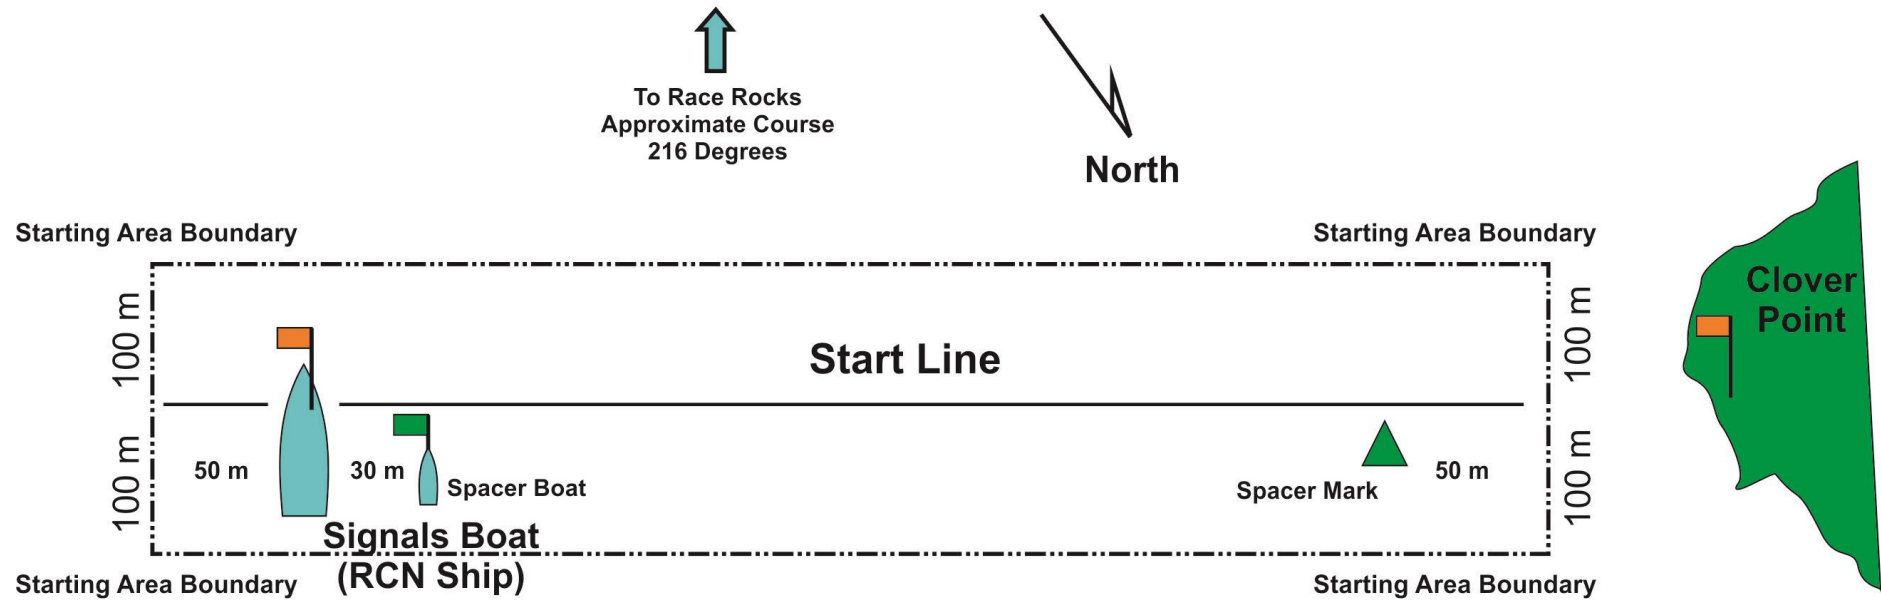 To Race Rocks
Approximate Course
216 Degrees
North
Starting Area Boundary
Starting Area Boundary
Clover
Point
100 m
100 m
Start Line
100 m
100 m
50 m
30 m
Spacer Boat
Spacer Mark
50 m
Signals Boat
(RCN Ship)
Starting Area Boundary
Starting Area Boundary